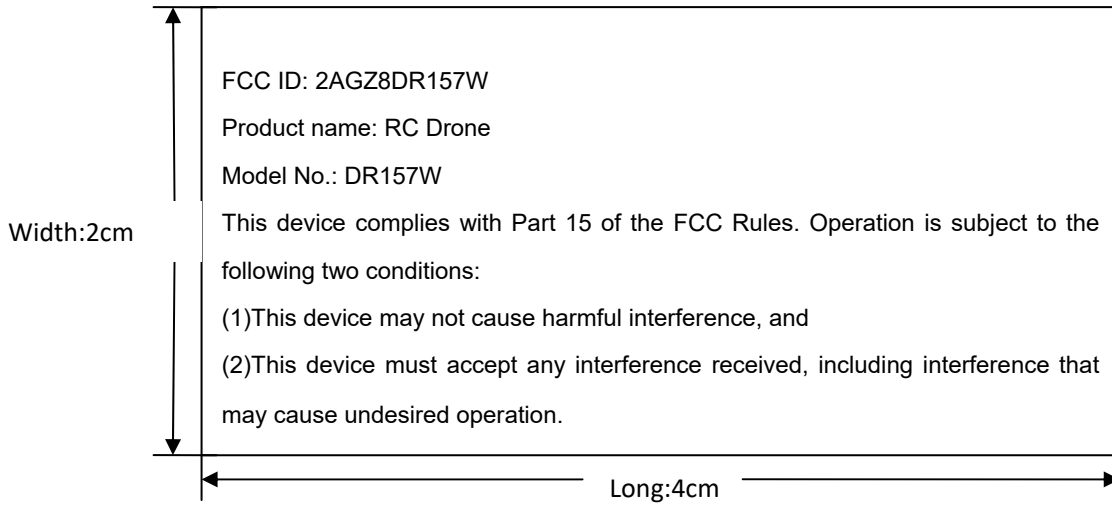 FCC ID: 2AGZ8DR157W
Product name: RC Drone
Model No.: DR157W
This device complies with Part 15 of the FCC Rules. Operation is subject to the
following two conditions:
(1)This device may not cause harmful interference, and
(2)This device must accept any interference received, including interference that
may cause undesired operation.
Width:2cm
Long:4cm